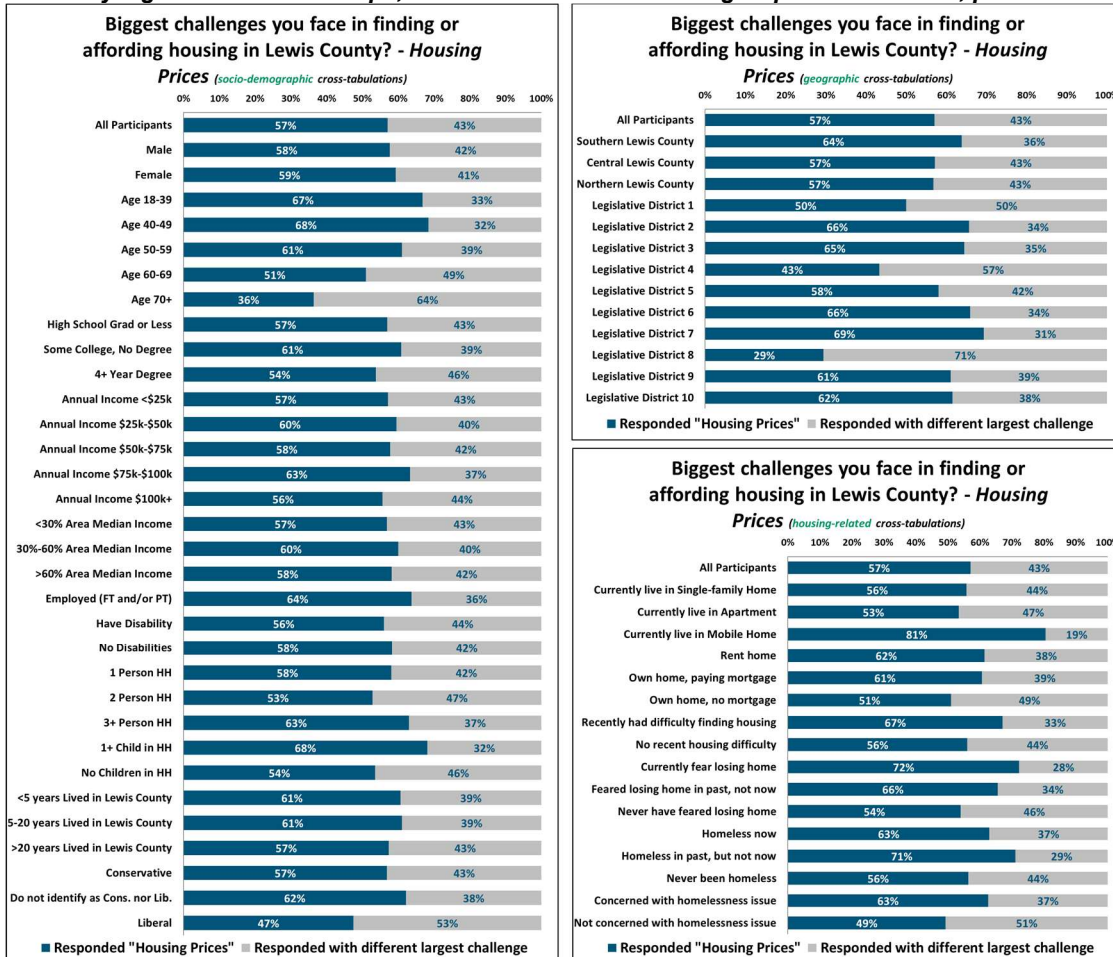 Biggest challenges you face in finding or
affording housing in Lewis County? - Housing
Prices (socio-demographic cross-tabulations)
0% 10% 20% 30% 40% 50% 60% 70% 80% 90% 100%
All Participants 57% 43%
Male 58% 42%
Female 59% 41%
Age 18-39 67% 33%
Age 40-49 68% 32%
Age 50-59 61% 39%
Age 60-69 51% 49%
Age 70+ 36% 64%
High School Grad or Less 57% 43%
Some College, No Degree 61% 39%
4+ Year Degree 54% 46%
Annual Income <$25k 57% 43%
Annual Income $25k-$50k 60% 40%
Annual Income $50k-$75k 58% 42%
Annual Income $75k-$100k 63% 37%
Annual Income $100k+ 56% 44%
<30% Area Median Income 57% 43%
30%-60% Area Median Income 60% 40%
>60% Area Median Income 58% 42%
Employed (FT and/or PT) 64% 36%
Have Disability 56% 44%
No Disabilities 58% 42%
1 Person HH 58% 42%
2 Person HH 53% 47%
3+ Person HH 63% 37%
1+ Child in HH 68% 32%
No Children in HH 54% 46%
<5 years Lived in Lewis County 61% 39%
5-20 years Lived in Lewis County 61% 39%
>20 years Lived in Lewis County 57% 43%
Conservative 57% 43%
Do not identify as Cons. nor Lib. 62% 38%
Liberal 47% 53%
Responded "Housing Prices" Responded with different largest challenge
Biggest challenges you face in finding or
affording housing in Lewis County? - Housing
Prices (geographic cross-tabulations)
0% 10% 20% 30% 40% 50% 60% 70% 80% 90% 100%
All Participants 57% 43%
Southern Lewis County 64% 36%
Central Lewis County 57% 43%
Northern Lewis County 57% 43%
Legislative District 1 50% 50%
Legislative District 2 66% 34%
Legislative District 3 65% 35%
Legislative District 4 43% 57%
Legislative District 5 58% 42%
Legislative District 6 66% 34%
Legislative District 7 69% 31%
Legislative District 8 29% 71%
Legislative District 9 61% 39%
Legislative District 10 62% 38%
Responded "Housing Prices" Responded with different largest challenge
Biggest challenges you face in finding or
affording housing in Lewis County? - Housing
Prices (housing-related cross-tabulations)
0% 10% 20% 30% 40% 50% 60% 70% 80% 90% 100%
All Participants 57% 43%
Currently live in Single-family Home 56% 44%
Currently live in Apartment 53% 47%
Currently live in Mobile Home 81% 19%
Rent home 62% 38%
Own home, paying mortgage 61% 39%
Own home, no mortgage 51% 49%
Recently had difficulty finding housing 67% 33%
No recent housing difficulty 56% 44%
Currently fear losing home 72% 28%
Feared losing home in past, not now 66% 34%
Never have feared losing home 54% 46%
Homeless now 63% 37%
Homeless in past, but not now 71% 29%
Never been homeless 56% 44%
Concerned with homelessness issue 63% 37%
Not concerned with homelessness issue 49% 51%
Responded "Housing Prices" Responded with different largest challenge